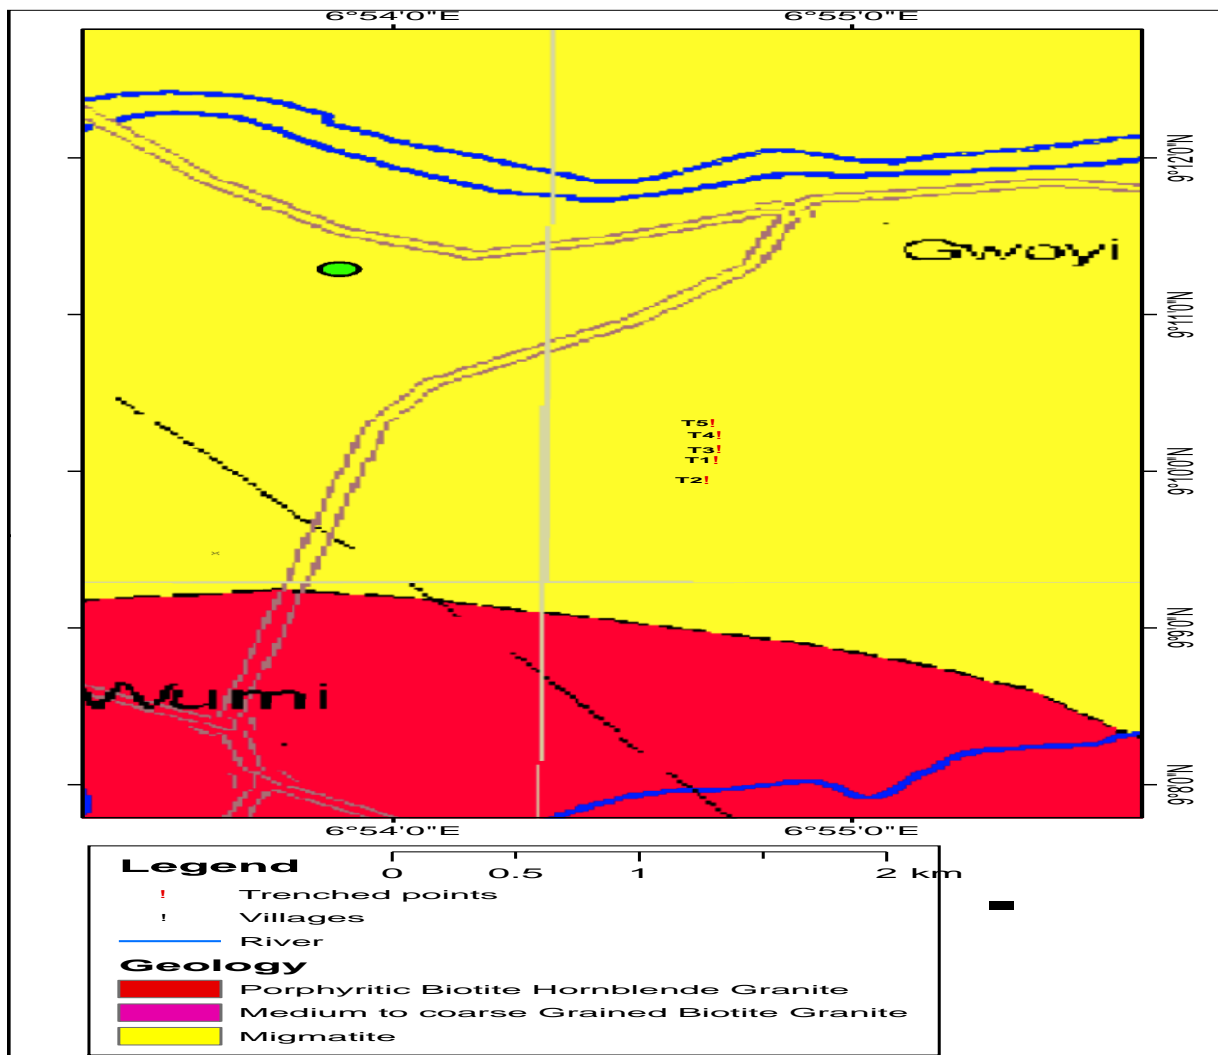 6°54'0"E 6°55'0"E
9°12'0"N
Gwayi
9°11'0"N
T5!
T4!
T3!
T1!
9°10'0"N
T2!
9°9'0"N
Wumi
9°8'0"N
6°54'0"E 6°55'0"E
Legend
0 0.5 1 2 km
! Trenched points
! Villages
River
Geology
Porphyritic Biotite Hornblende Granite
Medium to coarse Grained Biotite Granite
Migmatite